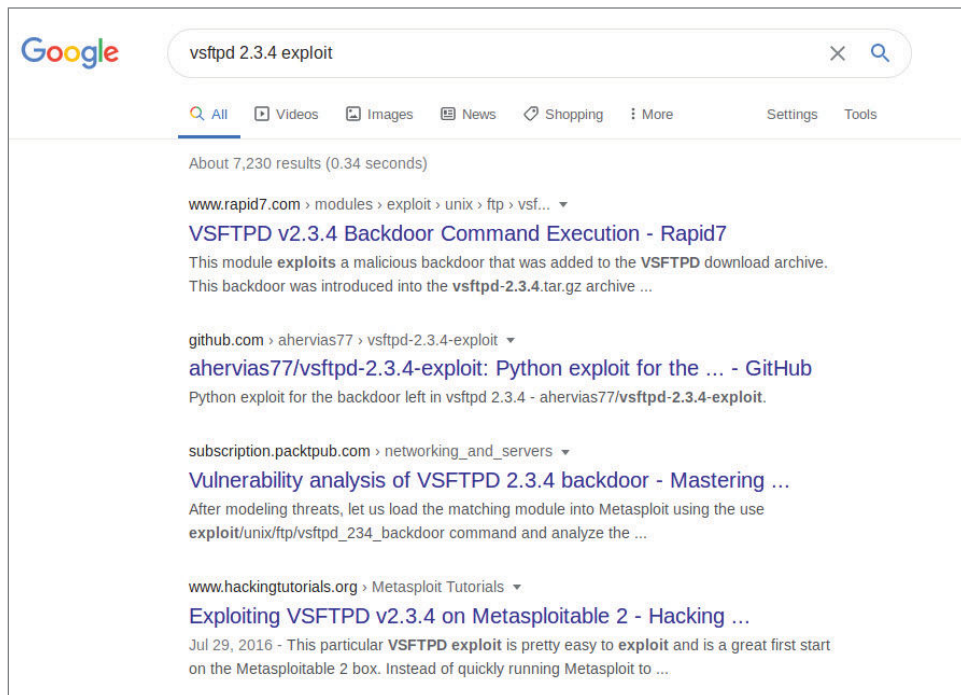 Google
vsftpd 2.3.4 exploit
All Videos Images News Shopping More Settings Tools
About 7,230 results (0.34 seconds)
www.rapid7.com › modules › exploit › unix › ftp › vsf...
VSFTPD v2.3.4 Backdoor Command Execution - Rapid7
This module exploits a malicious backdoor that was added to the VSFTPD download archive.
This backdoor was introduced into the vsftpd-2.3.4.tar.gz archive ...
github.com › ahervias77 › vsftpd-2.3.4-exploit
ahervias77/vsftpd-2.3.4-exploit: Python exploit for the ... - GitHub
Python exploit for the backdoor left in vsftpd 2.3.4 - ahervias77/vsftpd-2.3.4-exploit.
subscription.packtpub.com › networking_and_servers
Vulnerability analysis of VSFTPD 2.3.4 backdoor - Mastering ...
After modeling threats, let us load the matching module into Metasploit using the use
exploit/unix/ftp/vsftpd_234_backdoor command and analyze the ...
www.hackingtutorials.org › Metasploit Tutorials
Exploiting VSFTPD v2.3.4 on Metasploitable 2 - Hacking ...
Jul 29, 2016 - This particular VSFTPD exploit is pretty easy to exploit and is a great first start
on the Metasploitable 2 box. Instead of quickly running Metasploit to ...